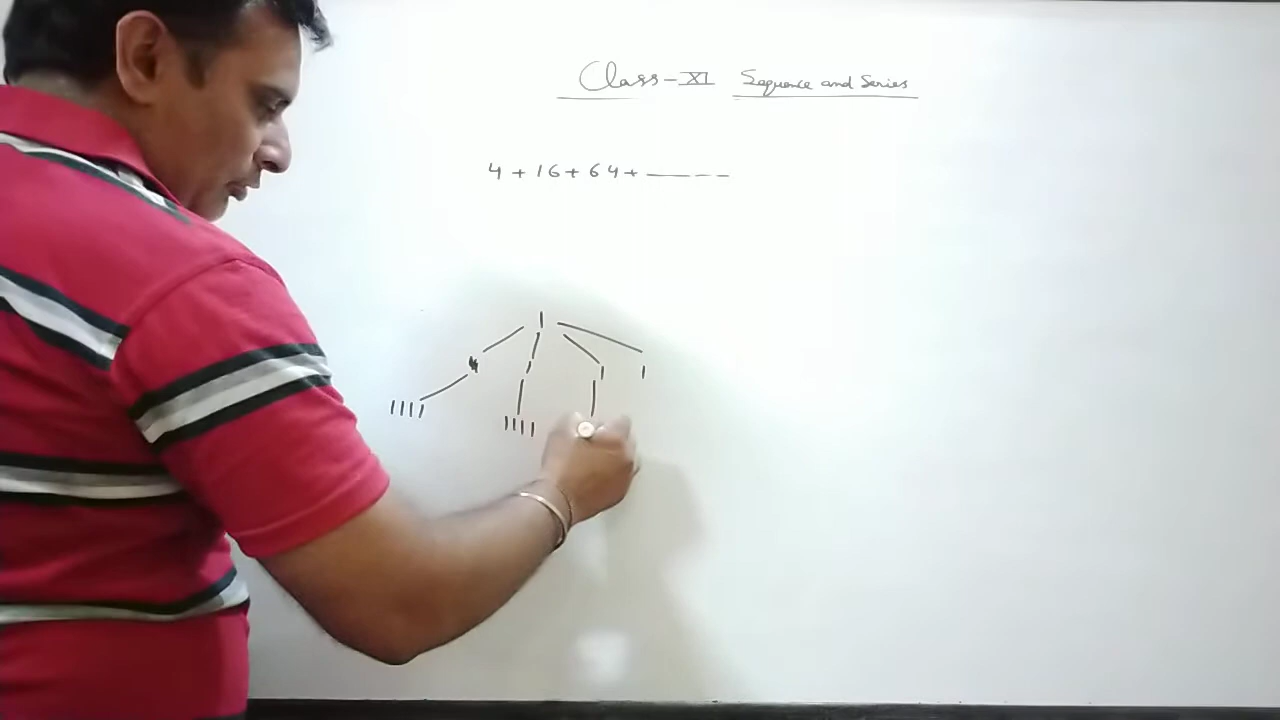 Class-XI Sequence and Series
4 + 16 + 64 + ————